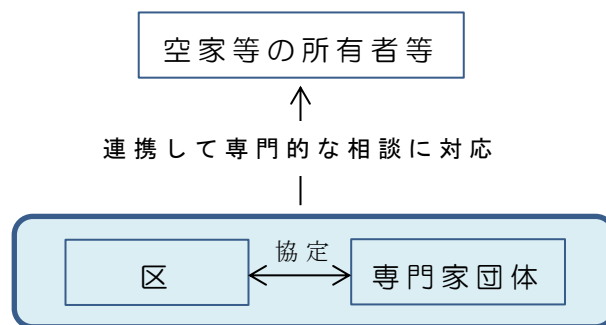 空家等の所有者等
連携して専門的な相談に対応
協定
区
専門家団体